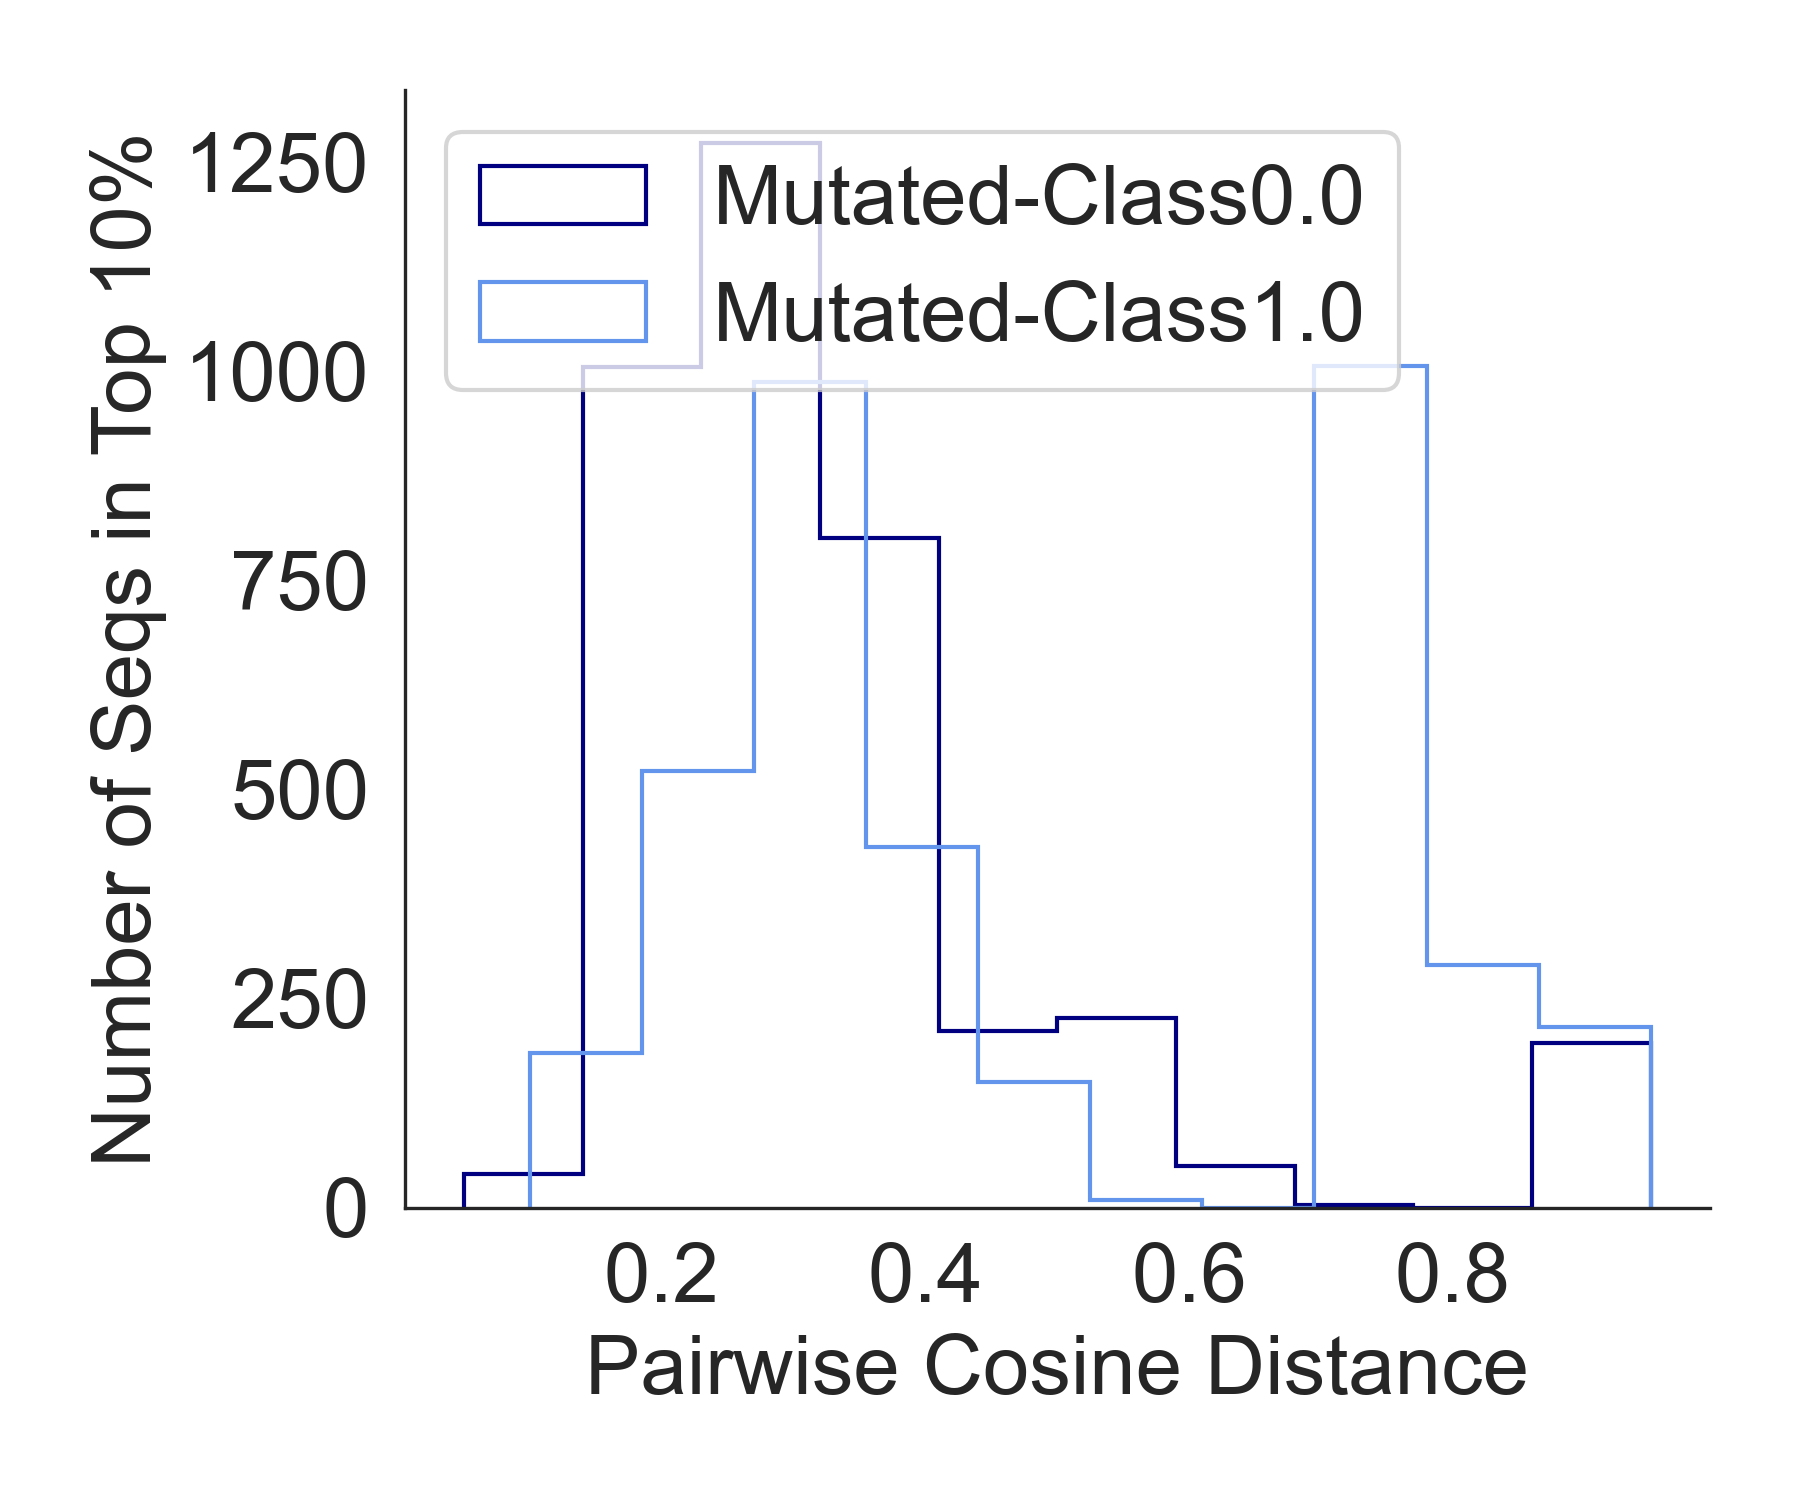 Number of Seqs in Top 10%
1250
1000
750
500
250
0
Mutated-Class0.0
Mutated-Class1.0
0.2 0.4 0.6 0.8
Pairwise Cosine Distance